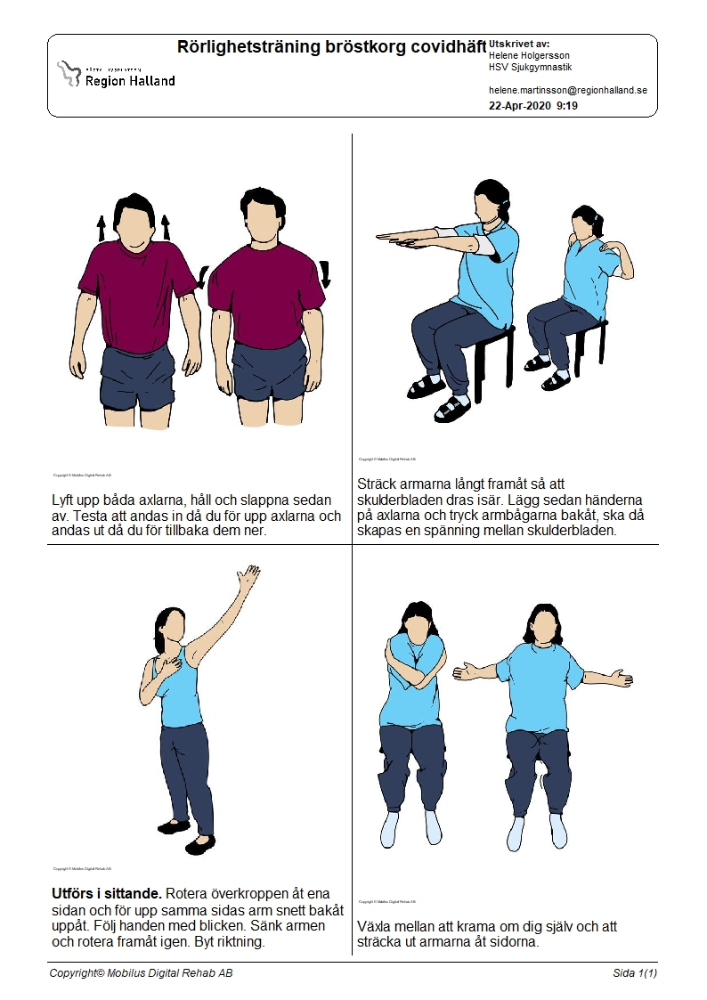 Rörlighetsträning bröstkorg covidhäft
Utskrivet av:
Helene Holgersson
HSV Sjukgymnastik
Region Halland
helene.martinsson@regionhalland.se
22-Apr-2020 9:19
Copyright © Mobilus Digital Rehab AB
Lyft upp båda axlarna, håll och slappna sedan
av. Testa att andas in då du för upp axlarna och
andas ut då du för tillbaka dem ner.
Copyright © Mobilus Digital Rehab AB
Sträck armarna långt framåt så att
skulderbladen dras isär. Lägg sedan händerna
på axlarna och tryck armbågarna bakåt, ska då
skapas en spänning mellan skulderbladen.
Copyright © Mobilus Digital Rehab AB
Utförs i sittande. Rotera överkroppen åt ena
sidan och för upp samma sidas arm snett bakåt
uppåt. Följ handen med blicken. Sänk armen
och rotera framåt igen. Byt riktning.
Copyright © Mobilus Digital Rehab AB
Växla mellan att krama om dig själv och att
sträcka ut armarna åt sidorna.
Copyright© Mobilus Digital Rehab AB
Sida 1(1)